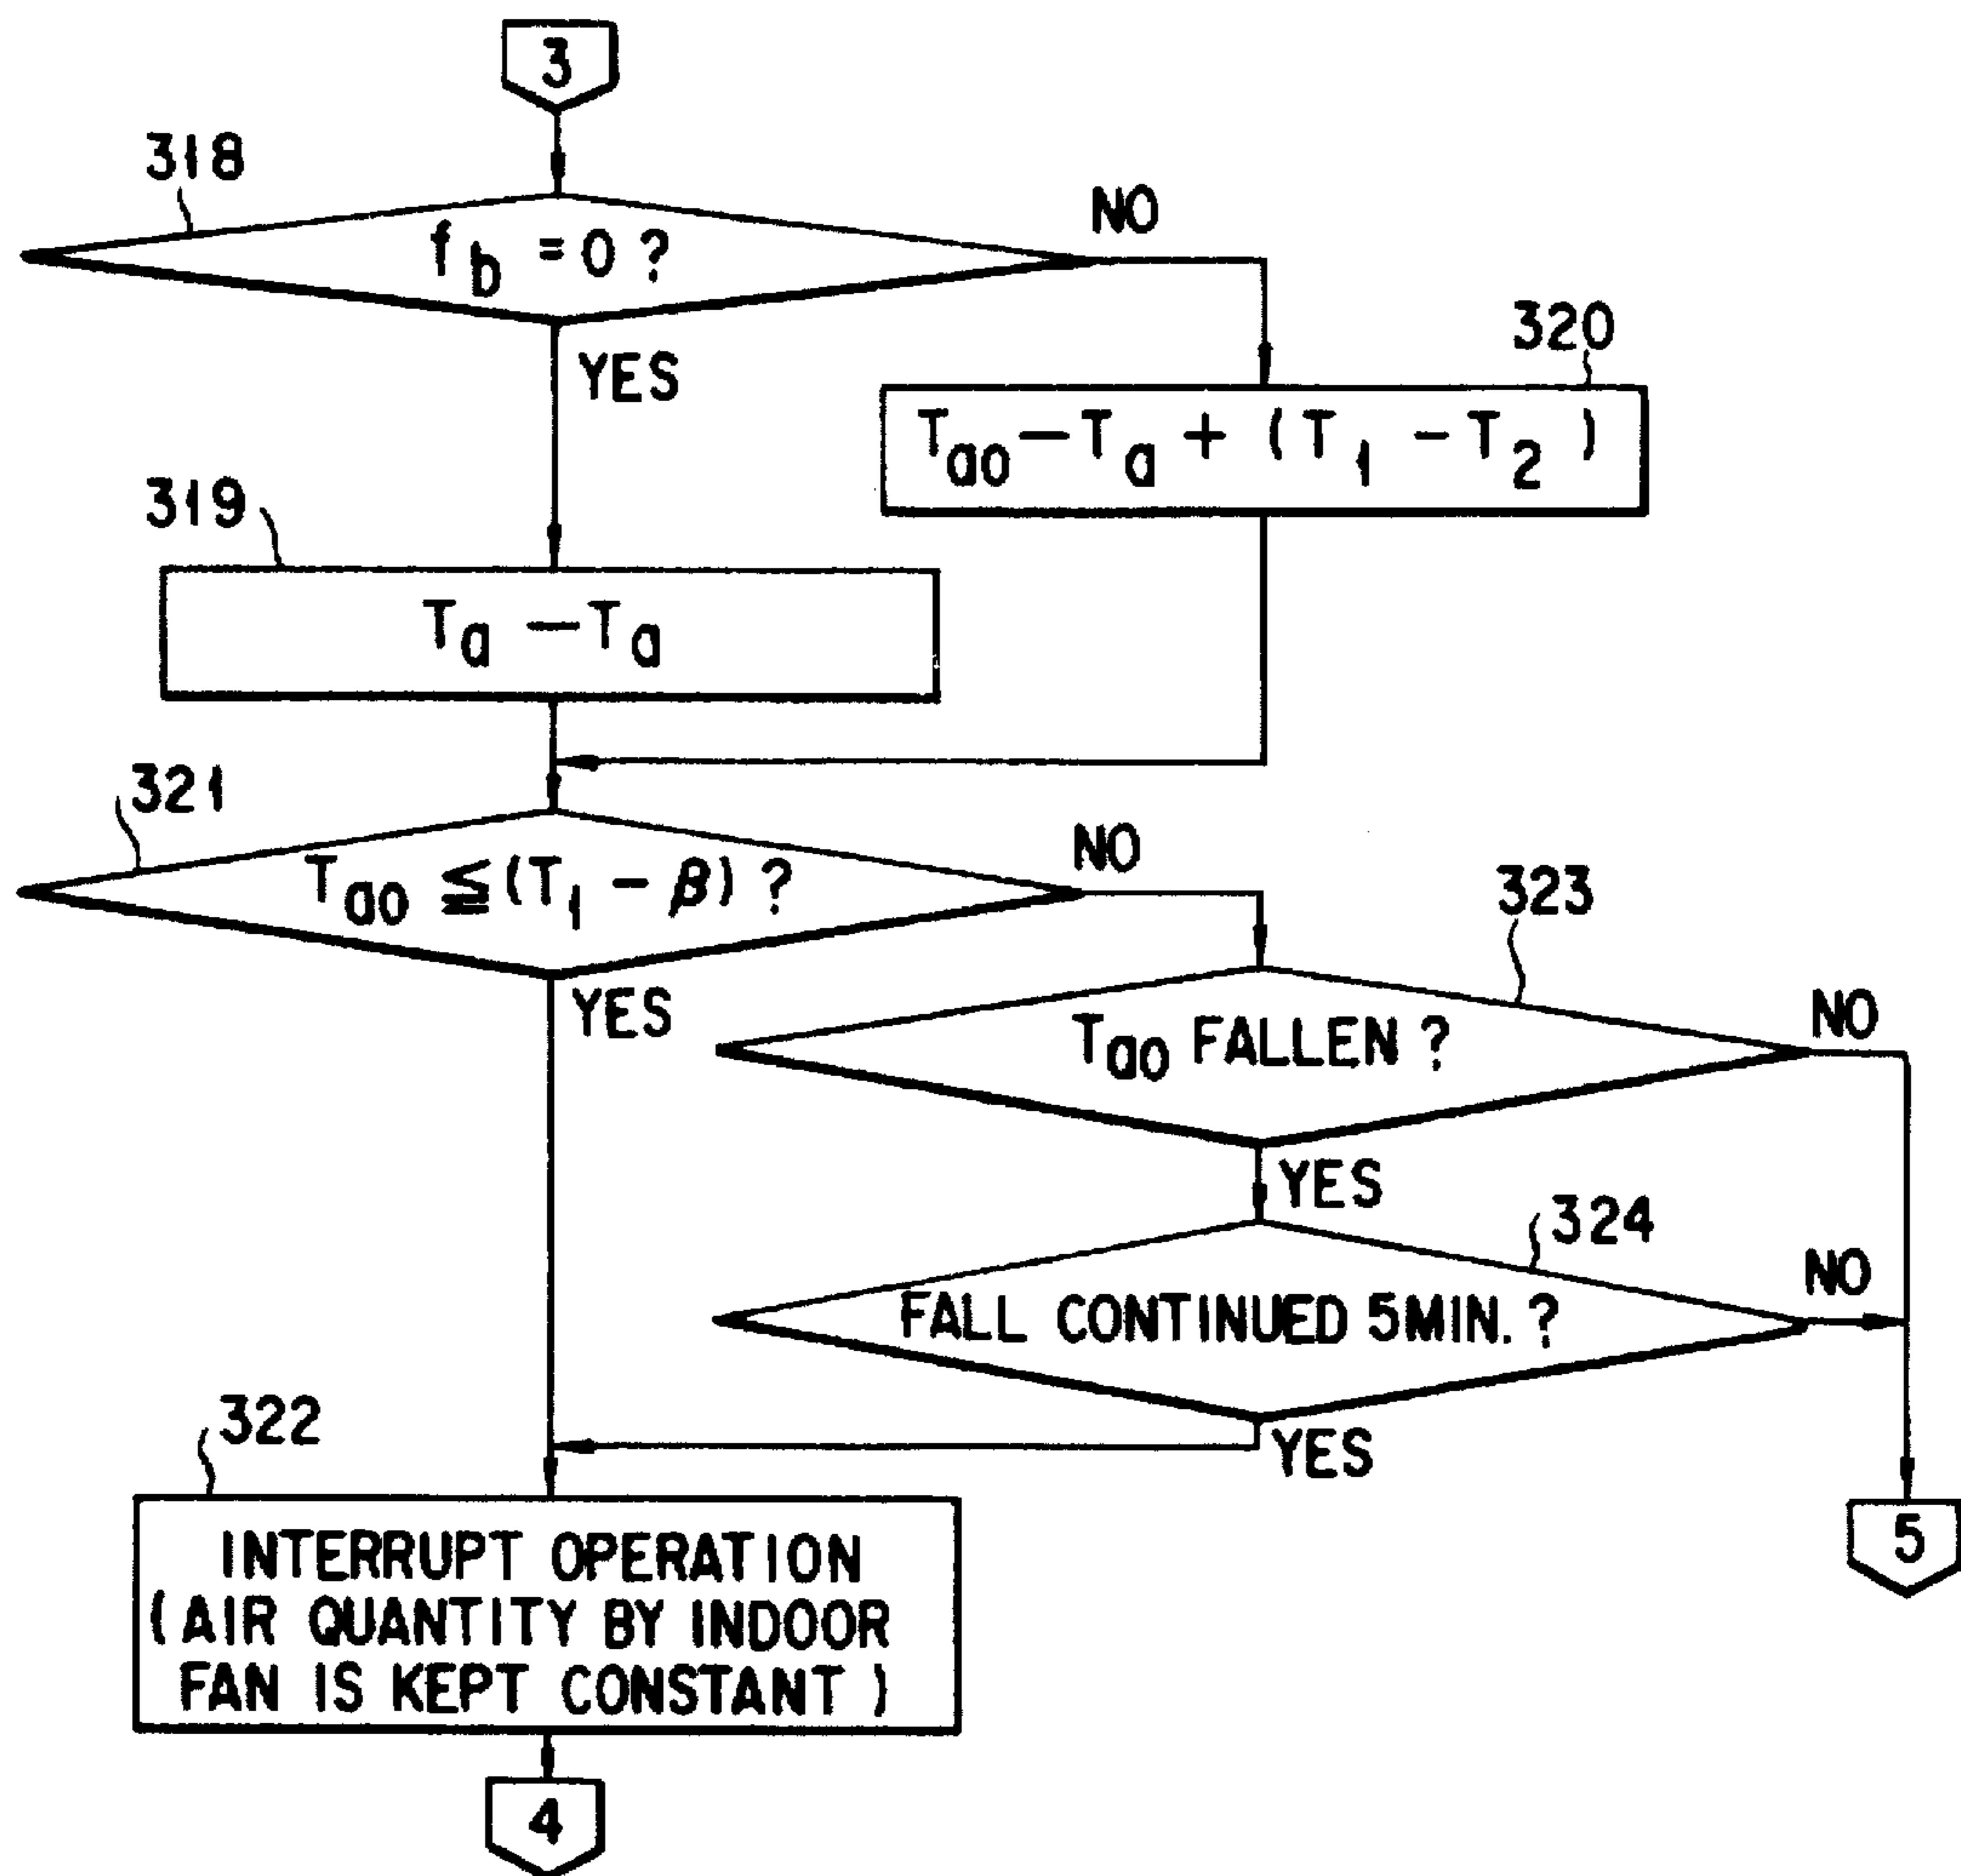 3
318
f_b = 0 ?
NO
YES
320
T_ao − T_a + ( T_1 − T_2 )
319
T_a − T_a
321
T_ao ≦ (T_1 − β) ?
NO
YES
323
T_ao FALLEN ?
NO
YES
324
FALL CONTINUED 5MIN. ?
NO
YES
322
INTERRUPT OPERATION
( AIR QUANTITY BY INDOOR
FAN IS KEPT CONSTANT )
5
4